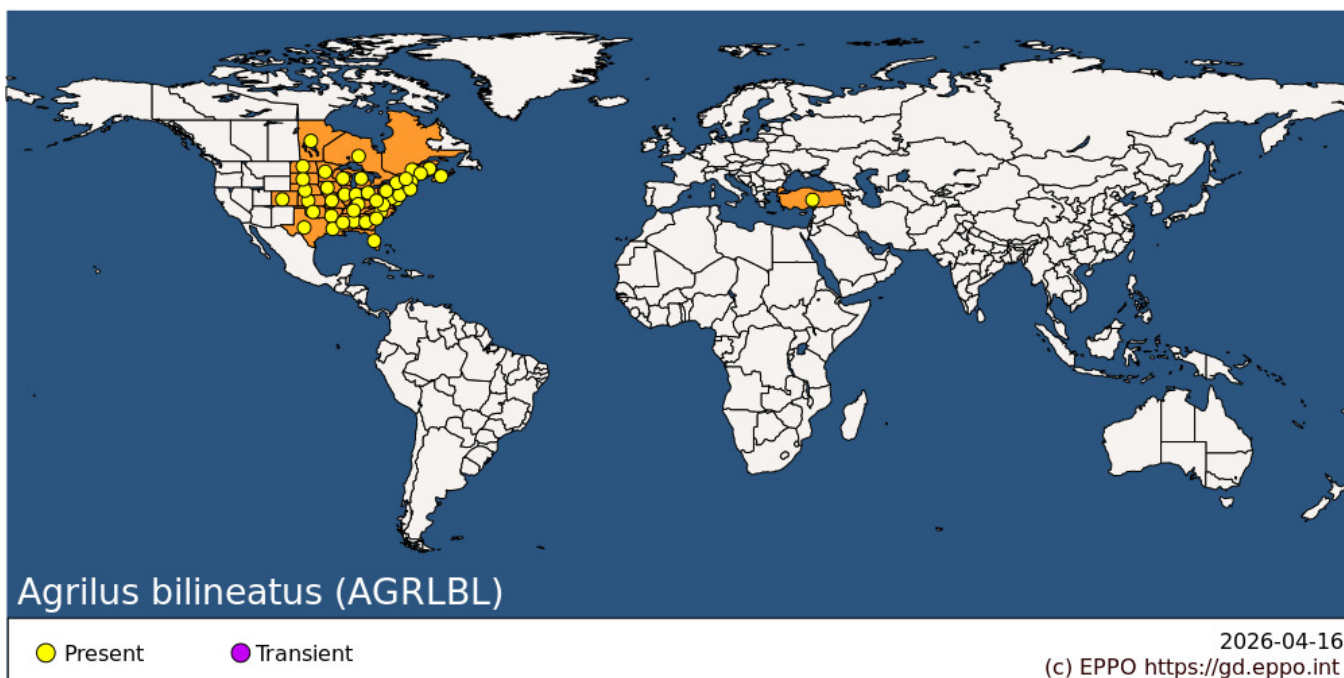 Agrilus bilineatus (AGRLBL)
Present
Transient
2026-04-16
(c) EPPO https://gd.eppo.int